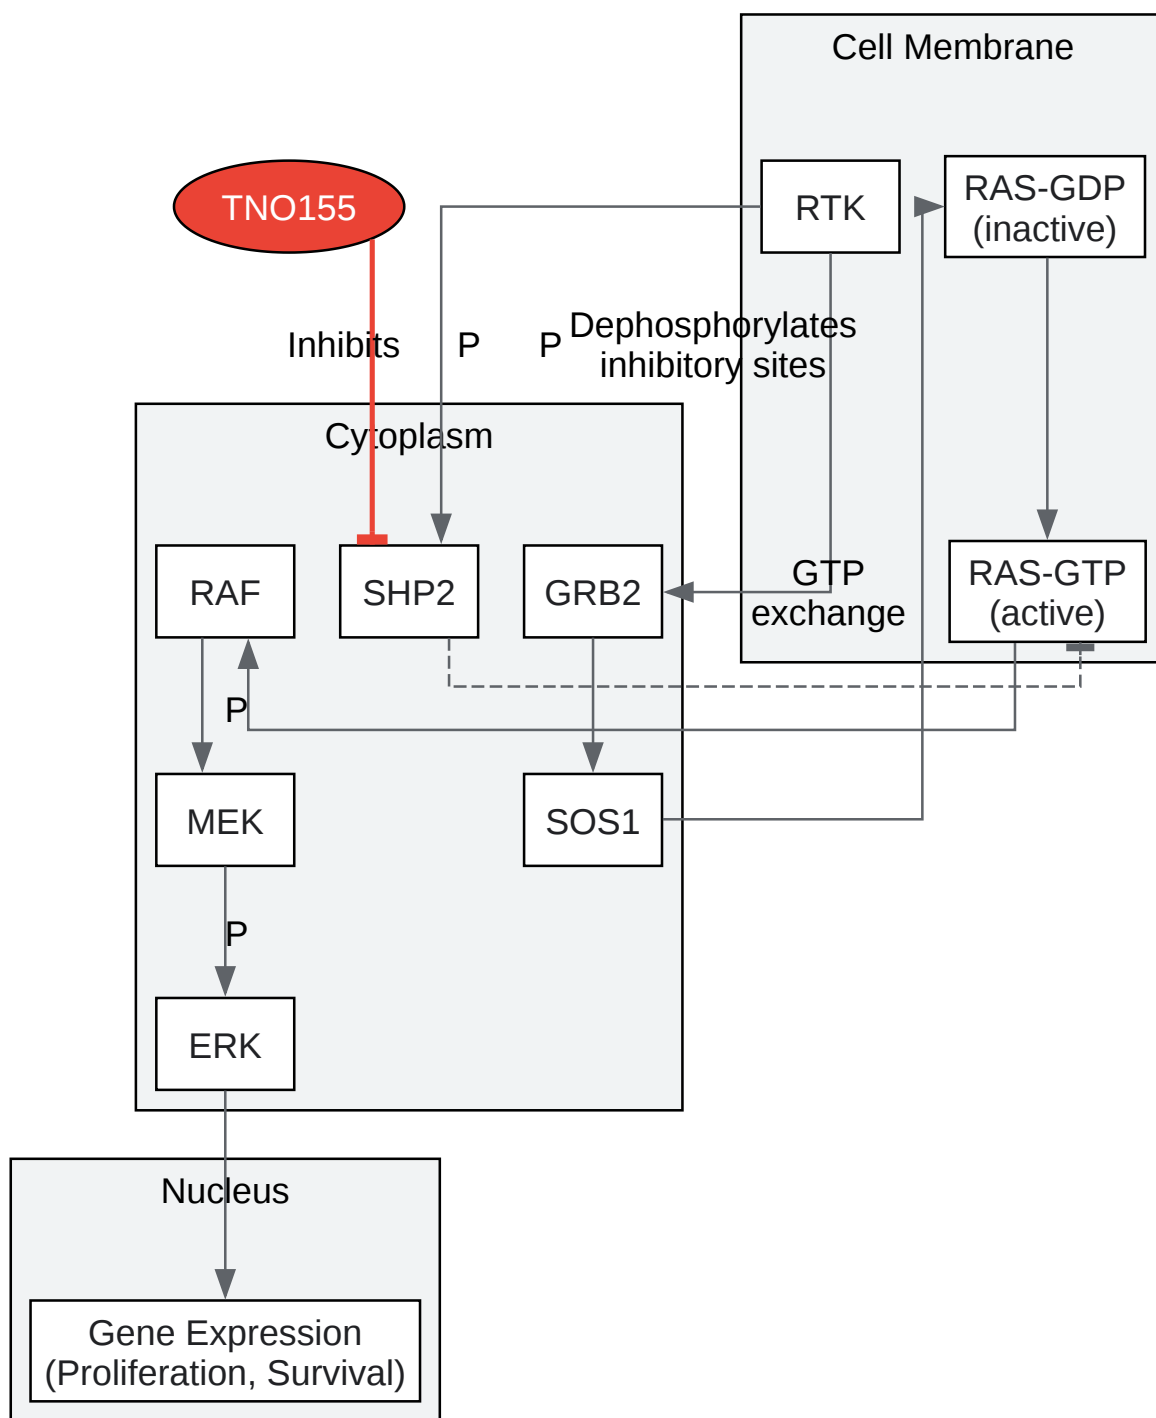 Cell Membrane
TNO155
RTK
RAS-GDP
(inactive)
Inhibits
P
P
Dephosphorylates
inhibitory sites
Cytoplasm
RAF
SHP2
GRB2
GTP
exchange
RAS-GTP
(active)
P
MEK
SOS1
P
ERK
Nucleus
Gene Expression
(Proliferation, Survival)